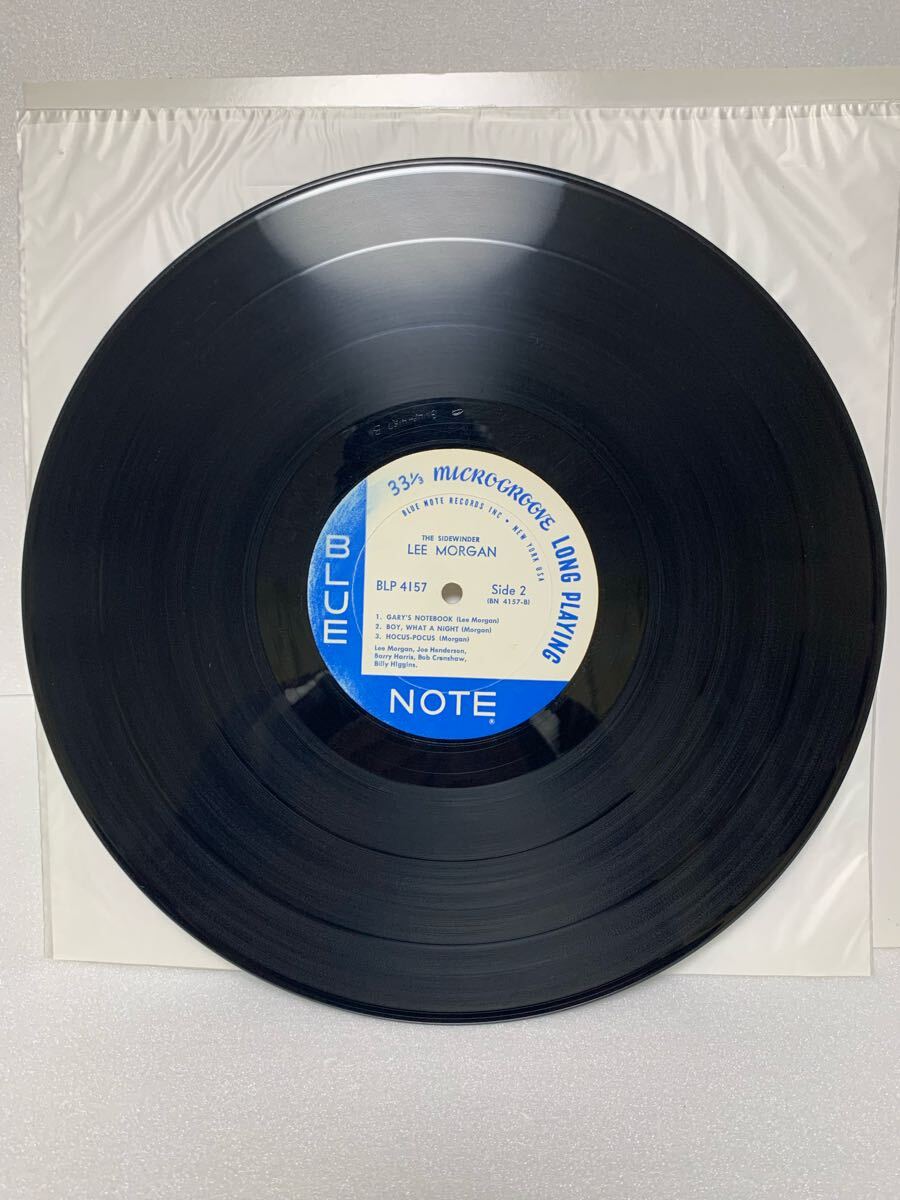 33⅓ MICROGROOVE LONG PLAYING
BLUE NOTE RECORDS INC • NEW YORK USA
THE SIDEWINDER
LEE MORGAN
BLP 4157
Side 2
(BN 4157-B)
1. GARY'S NOTEBOOK (Lee Morgan)
2. BOY, WHAT A NIGHT (Morgan)
3. HOCUS-POCUS (Morgan)
Lee Morgan, Joe Henderson,
Barry Harris, Bob Cranshaw,
Billy Higgins.
BLUE
NOTE®